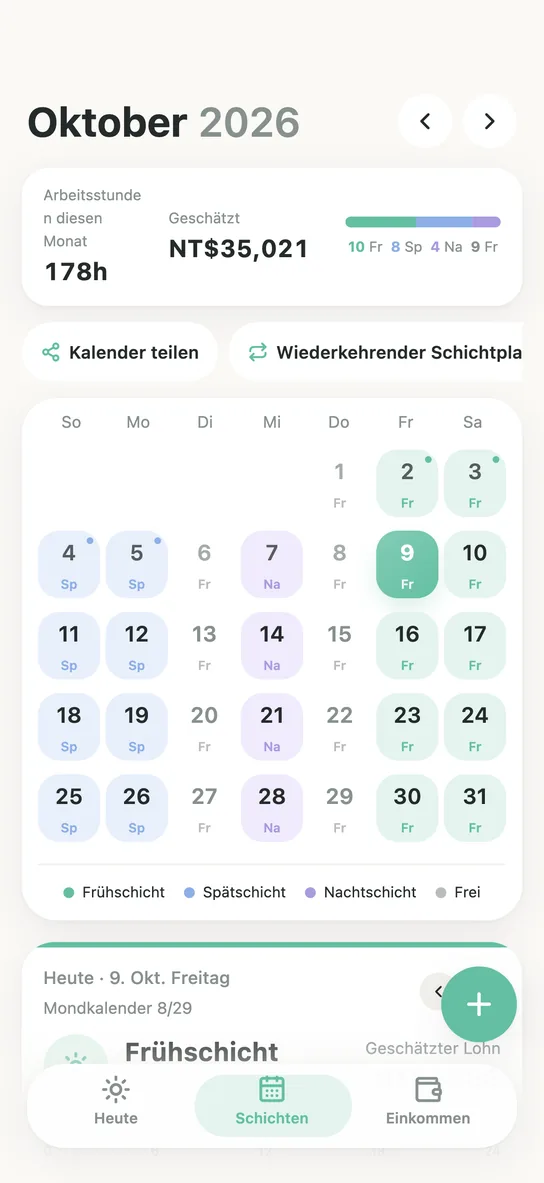 Oktober 2026
Arbeitsstunde
n diesen
Monat
178h
Geschätzt
NT$35,021
10 Fr 8 Sp 4 Na 9 Fr
Kalender teilen
Wiederkehrender Schichtpla
So Mo Di Mi Do Fr Sa
1 2 3
Fr Fr Fr
4 5 6 7 8 9 10
Sp Sp Fr Na Fr Fr Fr
11 12 13 14 15 16 17
Sp Sp Fr Na Fr Fr Fr
18 19 20 21 22 23 24
Sp Sp Fr Na Fr Fr Fr
25 26 27 28 29 30 31
Sp Sp Fr Na Fr Fr Fr
Frühschicht Spätschicht Nachtschicht Frei
Heute · 9. Okt. Freitag
Mondkalender 8/29
Frühschicht
Geschätzter Lohn
Heute Schichten Einkommen